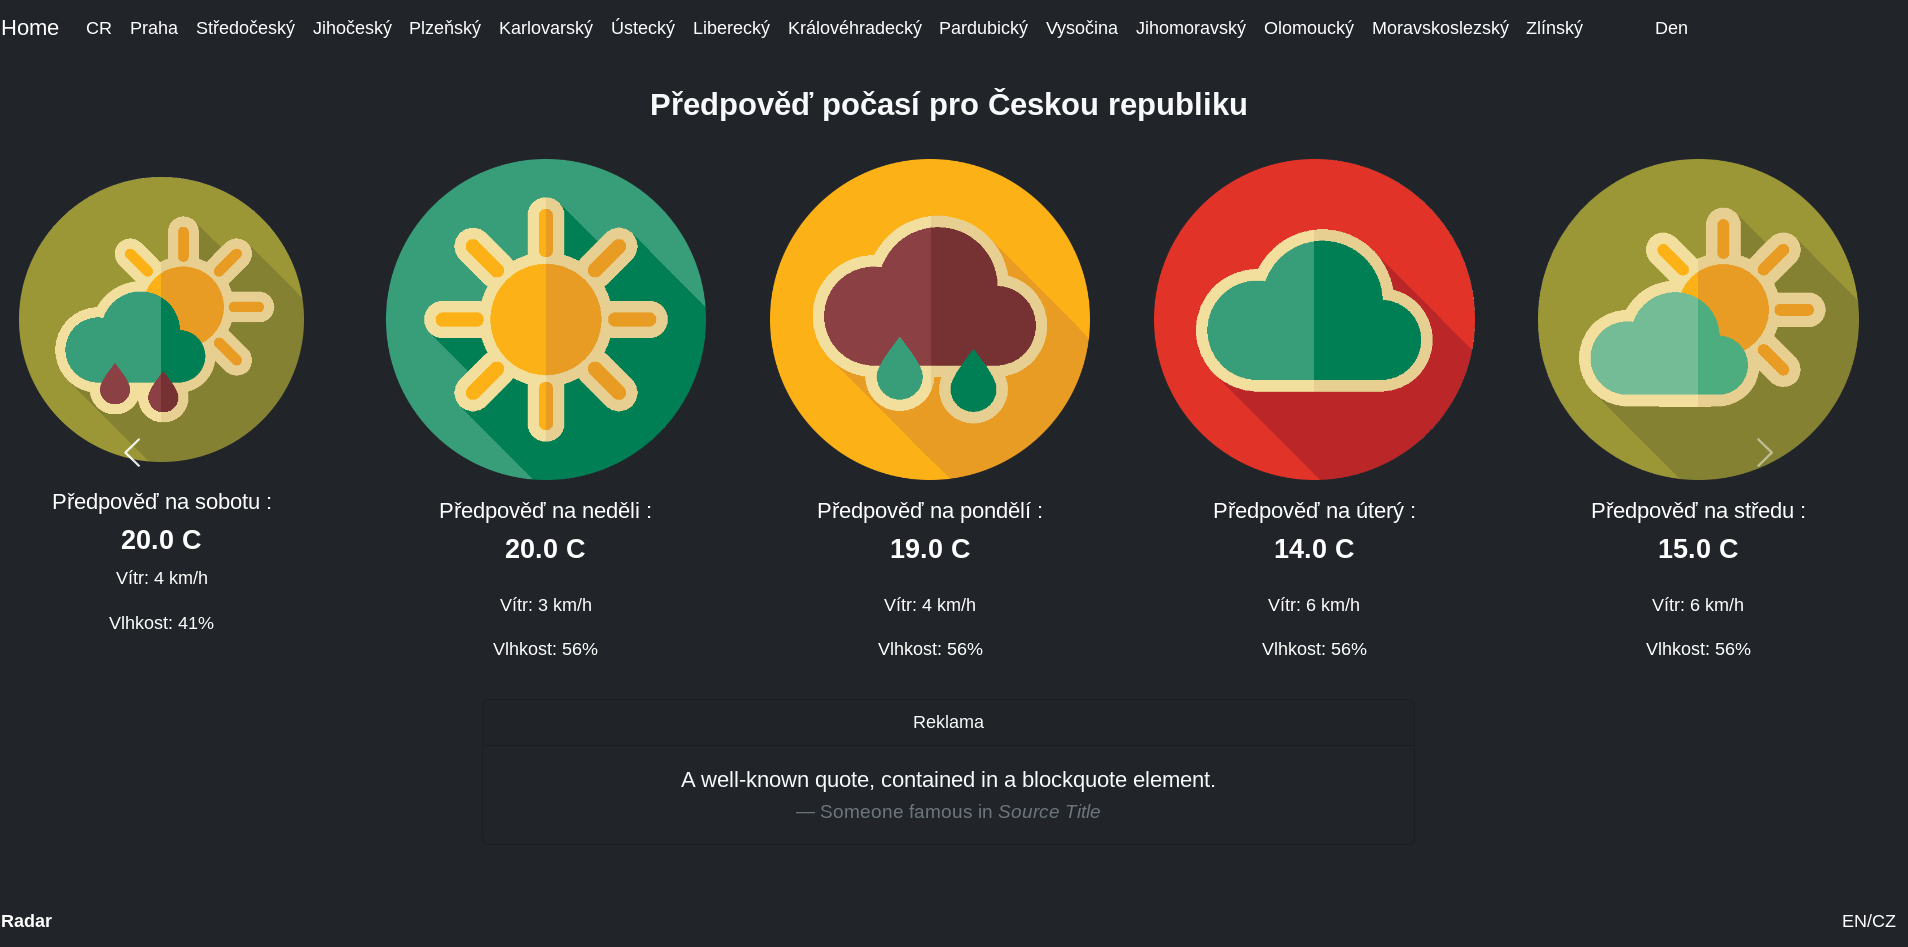 Home CR Praha Středočeský Jihočeský Plzeňský Karlovarský Ústecký Liberecký Královéhradecký Pardubický Vysočina Jihomoravský Olomoucký Moravskoslezský Zlínský Den
Předpověď počasí pro Českou republiku
Předpověď na sobotu :
20.0 C
Vítr: 4 km/h
Vlhkost: 41%
Předpověď na neděli :
20.0 C
Vítr: 3 km/h
Vlhkost: 56%
Předpověď na pondělí :
19.0 C
Vítr: 4 km/h
Vlhkost: 56%
Předpověď na úterý :
14.0 C
Vítr: 6 km/h
Vlhkost: 56%
Předpověď na středu :
15.0 C
Vítr: 6 km/h
Vlhkost: 56%
Reklama
A well-known quote, contained in a blockquote element.
— Someone famous in Source Title
Radar
EN/CZ